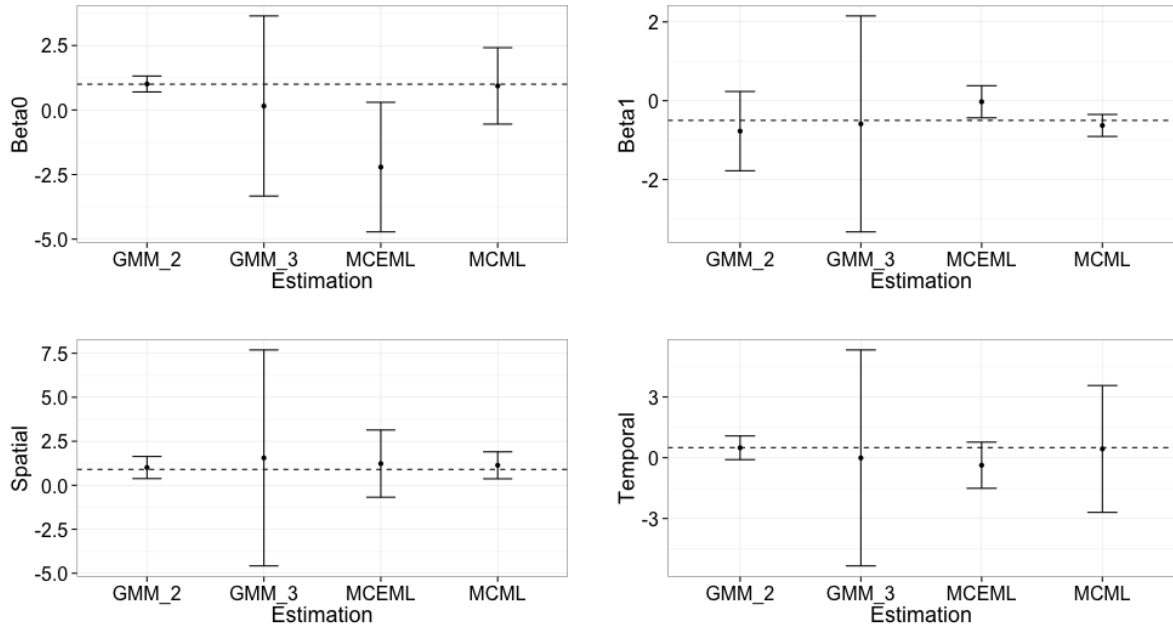 Beta0
2.5
0.0
-2.5
-5.0
GMM_2 GMM_3 MCEML MCML
Estimation
Beta1
2
0
-2
GMM_2 GMM_3 MCEML MCML
Estimation
Spatial
7.5
5.0
2.5
0.0
-2.5
-5.0
GMM_2 GMM_3 MCEML MCML
Estimation
Temporal
3
0
-3
GMM_2 GMM_3 MCEML MCML
Estimation